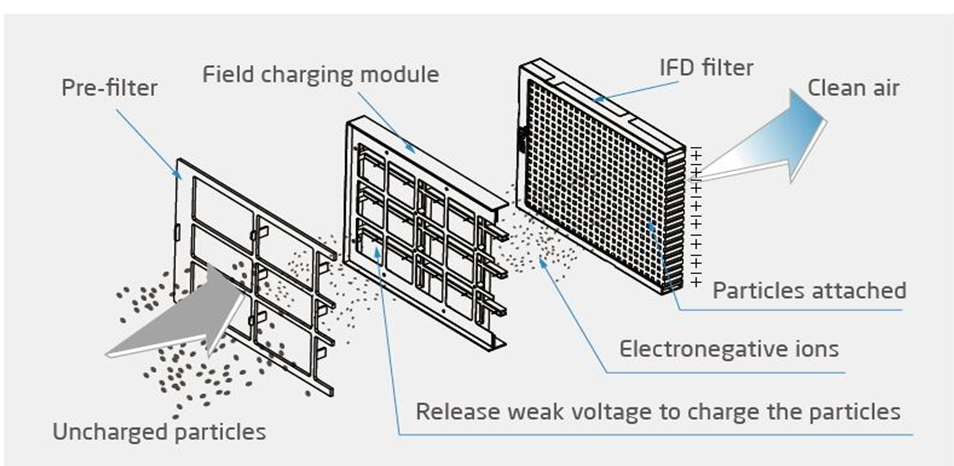 Pre-filter
Field charging module
IFD filter
Clean air
Particles attached
Electronegative ions
Release weak voltage to charge the particles
Uncharged particles